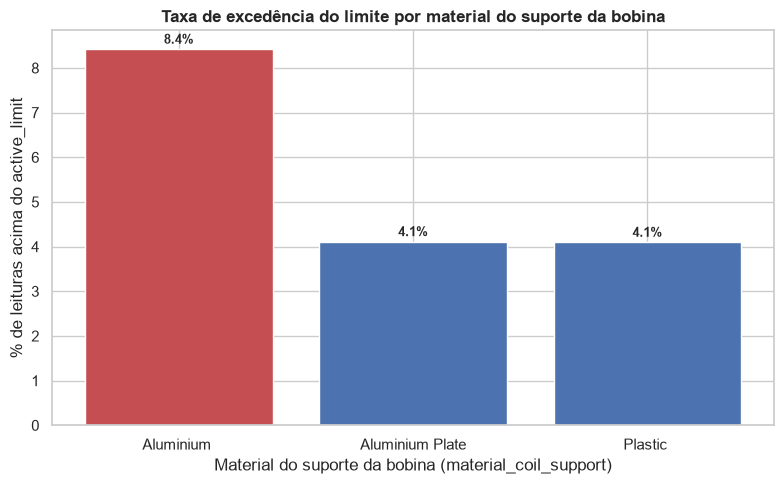 Taxa de excedência do limite por material do suporte da bobina
% de leituras acima do active_limit
8
7
6
5
4
3
2
1
0
8.4%
4.1%
4.1%
Aluminium
Aluminium Plate
Plastic
Material do suporte da bobina (material_coil_support)